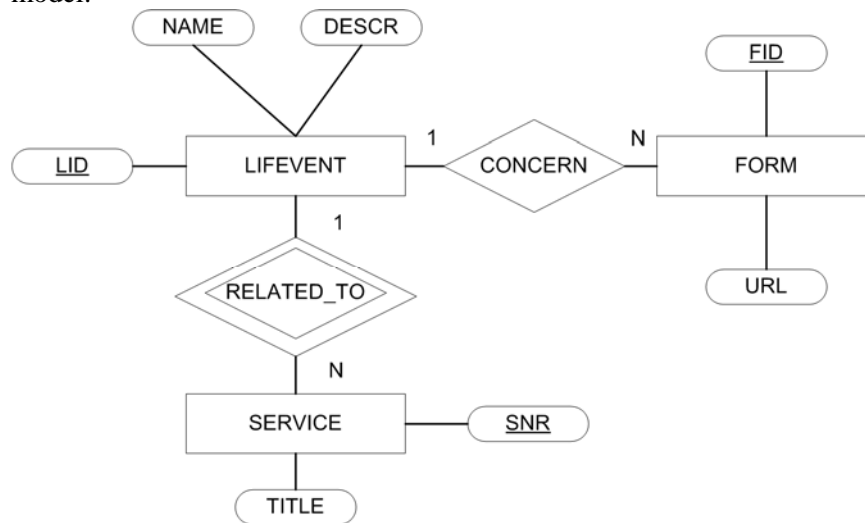 model.
NAME
DESCR
FID
LID
LIFEVENT
1
CONCERN
N
FORM
1
RELATED_TO
URL
N
SERVICE
SNR
TITLE